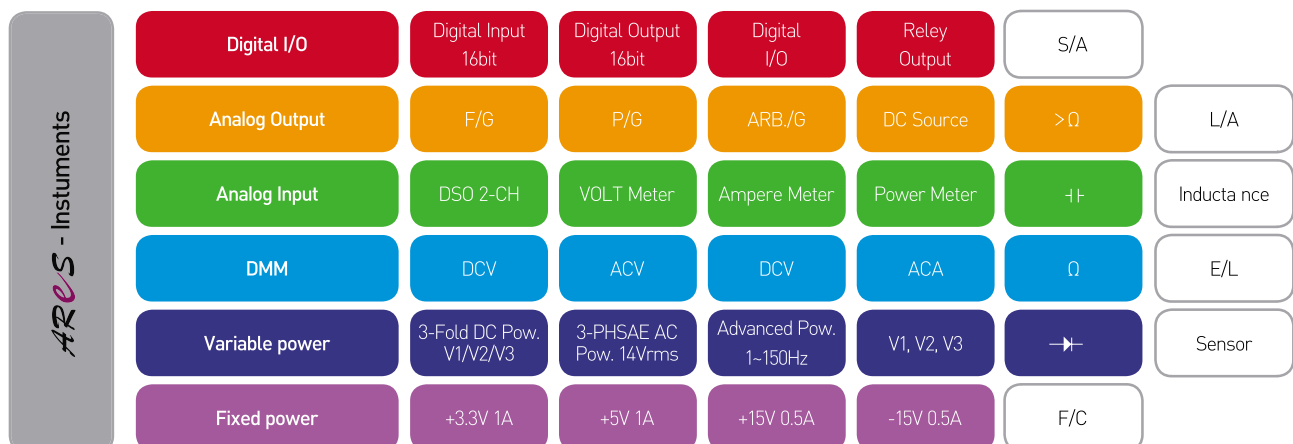 AReS - Instuments
Digital I/O
Digital Input
16bit
Digital Output
16bit
Digital
I/O
Reley
Output
S/A
Analog Output
F/G
P/G
ARB./G
DC Source
>Ω
L/A
Analog Input
DSO 2-CH
VOLT Meter
Ampere Meter
Power Meter
Inducta nce
DMM
DCV
ACV
DCV
ACA
Ω
E/L
Variable power
3-Fold DC Pow.
V1/V2/V3
3-PHSAE AC
Pow. 14Vrms
Advanced Pow.
1~150Hz
V1, V2, V3
Sensor
Fixed power
+3.3V 1A
+5V 1A
+15V 0.5A
-15V 0.5A
F/C